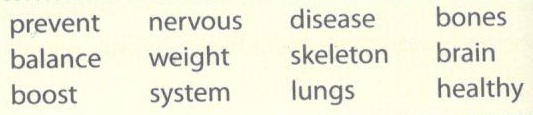 prevent nervous disease bones
balance weight skeleton brain
boost system lungs healthy